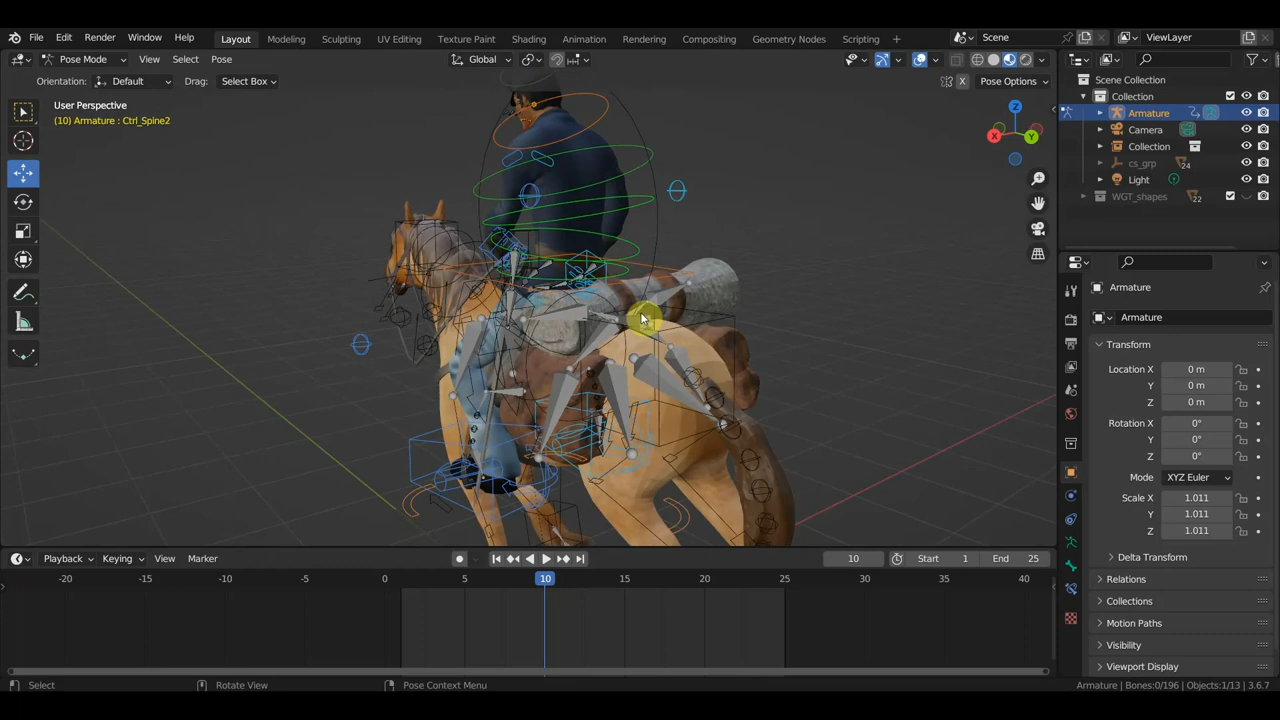 File Edit Render Window Help Layout Modeling Sculpting UV Editing Texture Paint Shading Animation Rendering Compositing Geometry Nodes Scripting + Scene ViewLayer
Pose Mode View Select Pose Global
Orientation: Default Drag: Select Box X Pose Options
User Perspective
(10) Armature : Ctrl_Spine2
Z
X
Y
Scene Collection
Collection
Armature
Camera
Collection
cs_grp 24
Light
WGT_shapes 22
Armature
Armature
Transform
Location X 0 m
Y 0 m
Z 0 m
Rotation X 0°
Y 0°
Z 0°
Mode XYZ Euler
Scale X 1.011
Y 1.011
Z 1.011
Delta Transform
Relations
Collections
Motion Paths
Visibility
Viewport Display
Playback Keying View Marker 10 Start 1 End 25
-20 -15 -10 -5 0 5 10 15 20 25 30 35 40
Select Rotate View Pose Context Menu Armature | Bones:0/196 | Objects:1/13 | 3.6.7